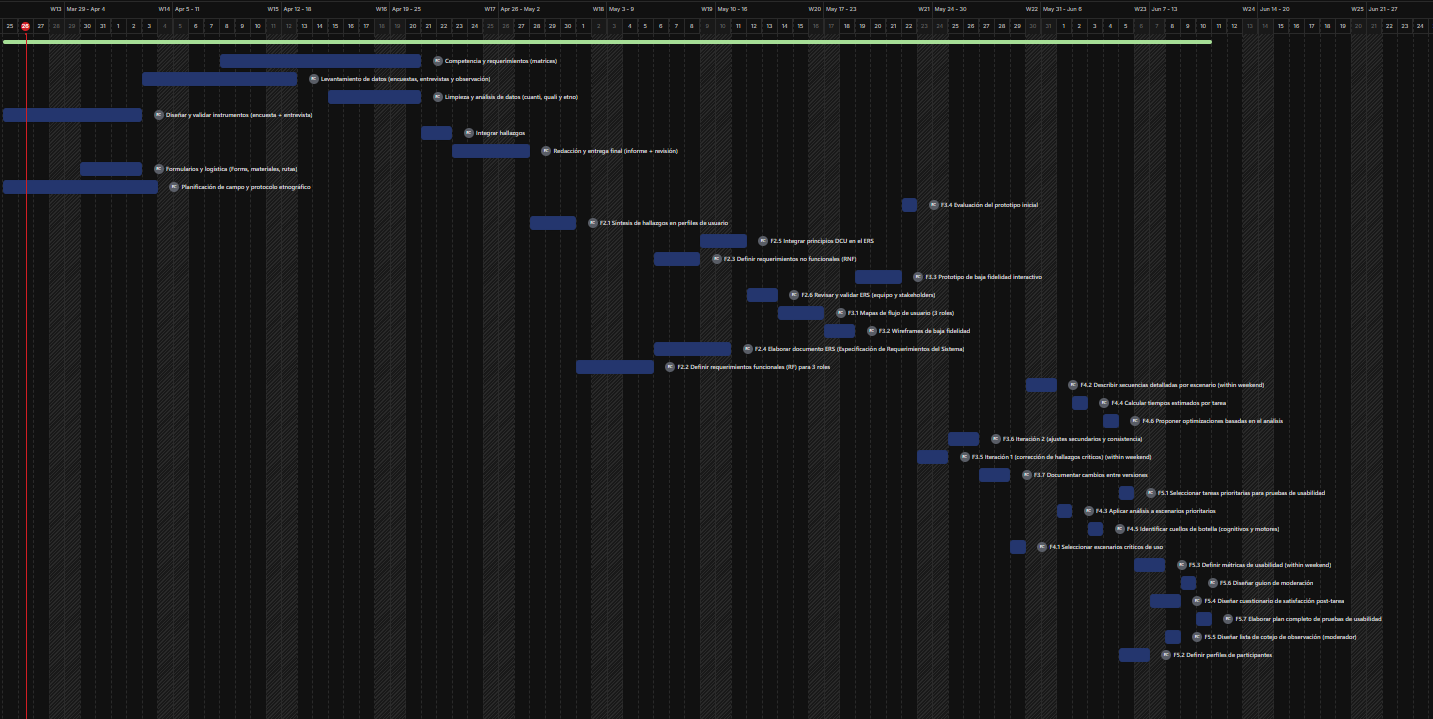 W13 Mar 29 - Apr 4 W14 Apr 5 - 11 W15 Apr 12 - 18 W16 Apr 19 - 25 W17 Apr 26 - May 2 W18 May 3 - 9 W19 May 10 - 16 W20 May 17 - 23 W21 May 24 - 30 W22 May 31 - Jun 6 W23 Jun 7 - 13 W24 Jun 14 - 20 W25 Jun 21 - 27
25 26 27 28 29 30 31 1 2 3 4 5 6 7 8 9 10 11 12 13 14 15 16 17 18 19 20 21 22 23 24 25 26 27 28 29 30 1 2 3 4 5 6 7 8 9 10 11 12 13 14 15 16 17 18 19 20 21 22 23 24 25 26 27 28 29 30 31 1 2 3 4 5 6 7 8 9 10 11 12 13 14 15 16 17 18 19 20 21 22 23 24
Competencia y requerimientos (matrices)
Levantamiento de datos (encuestas, entrevistas y observación)
Limpieza y análisis de datos (cuanti, quali y etno)
Diseñar y validar instrumentos (encuesta + entrevista)
Integrar hallazgos
Redacción y entrega final (informe + revisión)
Formularios y logística (Forms, materiales, rutas)
Planificación de campo y protocolo etnográfico
F3.4 Evaluación del prototipo inicial
F2.1 Síntesis de hallazgos en perfiles de usuario
F2.5 Integrar principios DCU en el ERS
F2.3 Definir requerimientos no funcionales (RNF)
F3.3 Prototipo de baja fidelidad interactivo
F2.6 Revisar y validar ERS (equipo y stakeholders)
F3.1 Mapas de flujo de usuario (3 roles)
F3.2 Wireframes de baja fidelidad
F2.4 Elaborar documento ERS (Especificación de Requerimientos del Sistema)
F2.2 Definir requerimientos funcionales (RF) para 3 roles
F4.2 Describir secuencias detalladas por escenario (within weekend)
F4.4 Calcular tiempos estimados por tarea
F4.6 Proponer optimizaciones basadas en el análisis
F3.6 Iteración 2 (ajustes secundarios y consistencia)
F3.5 Iteración 1 (corrección de hallazgos críticos) (within weekend)
F3.7 Documentar cambios entre versiones
F5.1 Seleccionar tareas prioritarias para pruebas de usabilidad
F4.3 Aplicar análisis a escenarios prioritarios
F4.5 Identificar cuellos de botella (cognitivos y motores)
F4.1 Seleccionar escenarios críticos de uso
F5.3 Definir métricas de usabilidad (within weekend)
F5.6 Diseñar guion de moderación
F5.4 Diseñar cuestionario de satisfacción post-tarea
F5.7 Elaborar plan completo de pruebas de usabilidad
F5.5 Diseñar lista de cotejo de observación (moderador)
F5.2 Definir perfiles de participantes